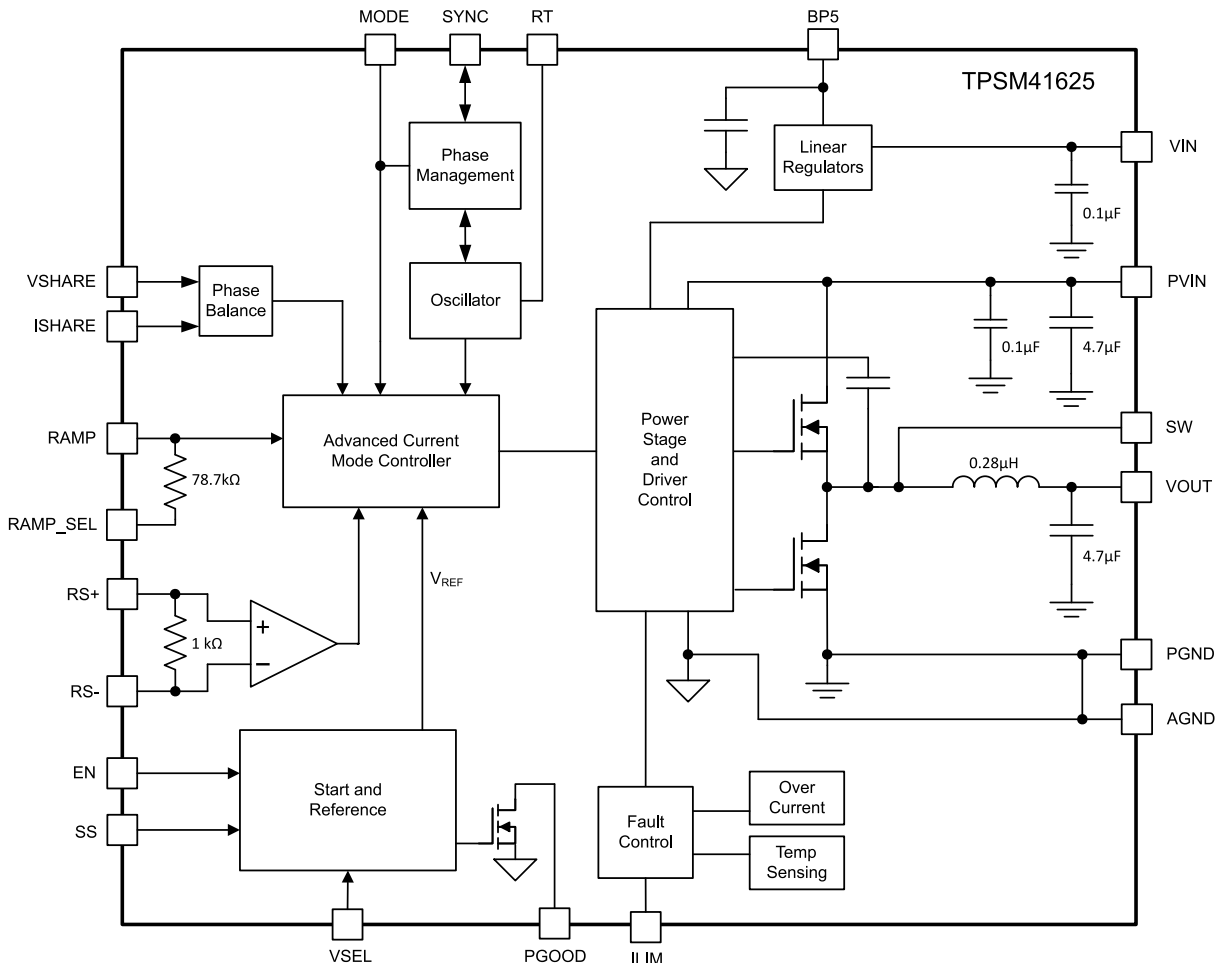 MODE
SYNC
RT
BP5
TPSM41625
Phase
Management
Linear
Regulators
VIN
0.1µF
VSHARE
ISHARE
Phase
Balance
Oscillator
PVIN
0.1µF
4.7µF
RAMP
78.7kΩ
RAMP_SEL
Advanced Current
Mode Controller
Power
Stage
and
Driver
Control
SW
0.28µH
VOUT
4.7µF
VREF
RS+
1 kΩ
RS-
+
−
PGND
AGND
EN
SS
Start and
Reference
Fault
Control
Over
Current
Temp
Sensing
VSEL
PGOOD
ILIM